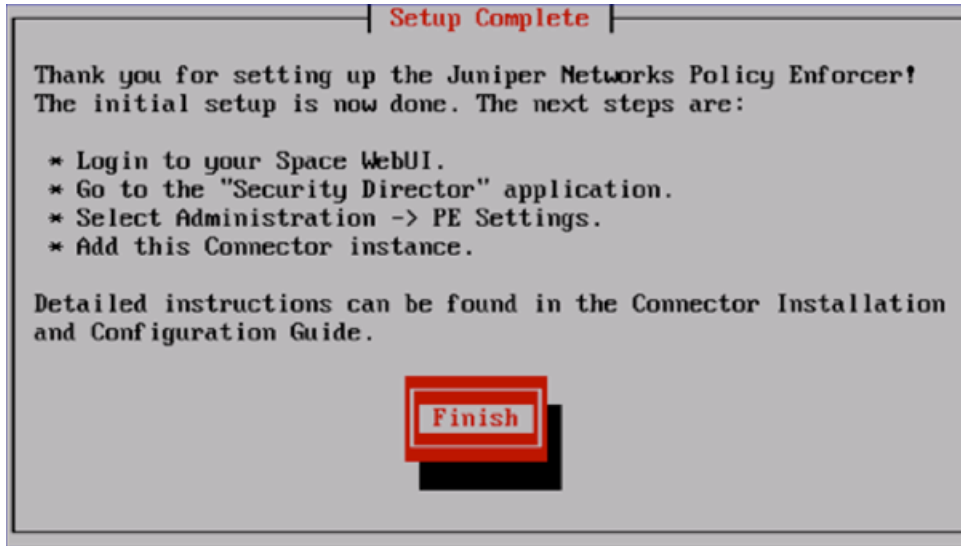 Setup Complete
Thank you for setting up the Juniper Networks Policy Enforcer!
The initial setup is now done. The next steps are:
* Login to your Space WebUI.
* Go to the "Security Director" application.
* Select Administration -> PE Settings.
* Add this Connector instance.
Detailed instructions can be found in the Connector Installation
and Configuration Guide.
Finish